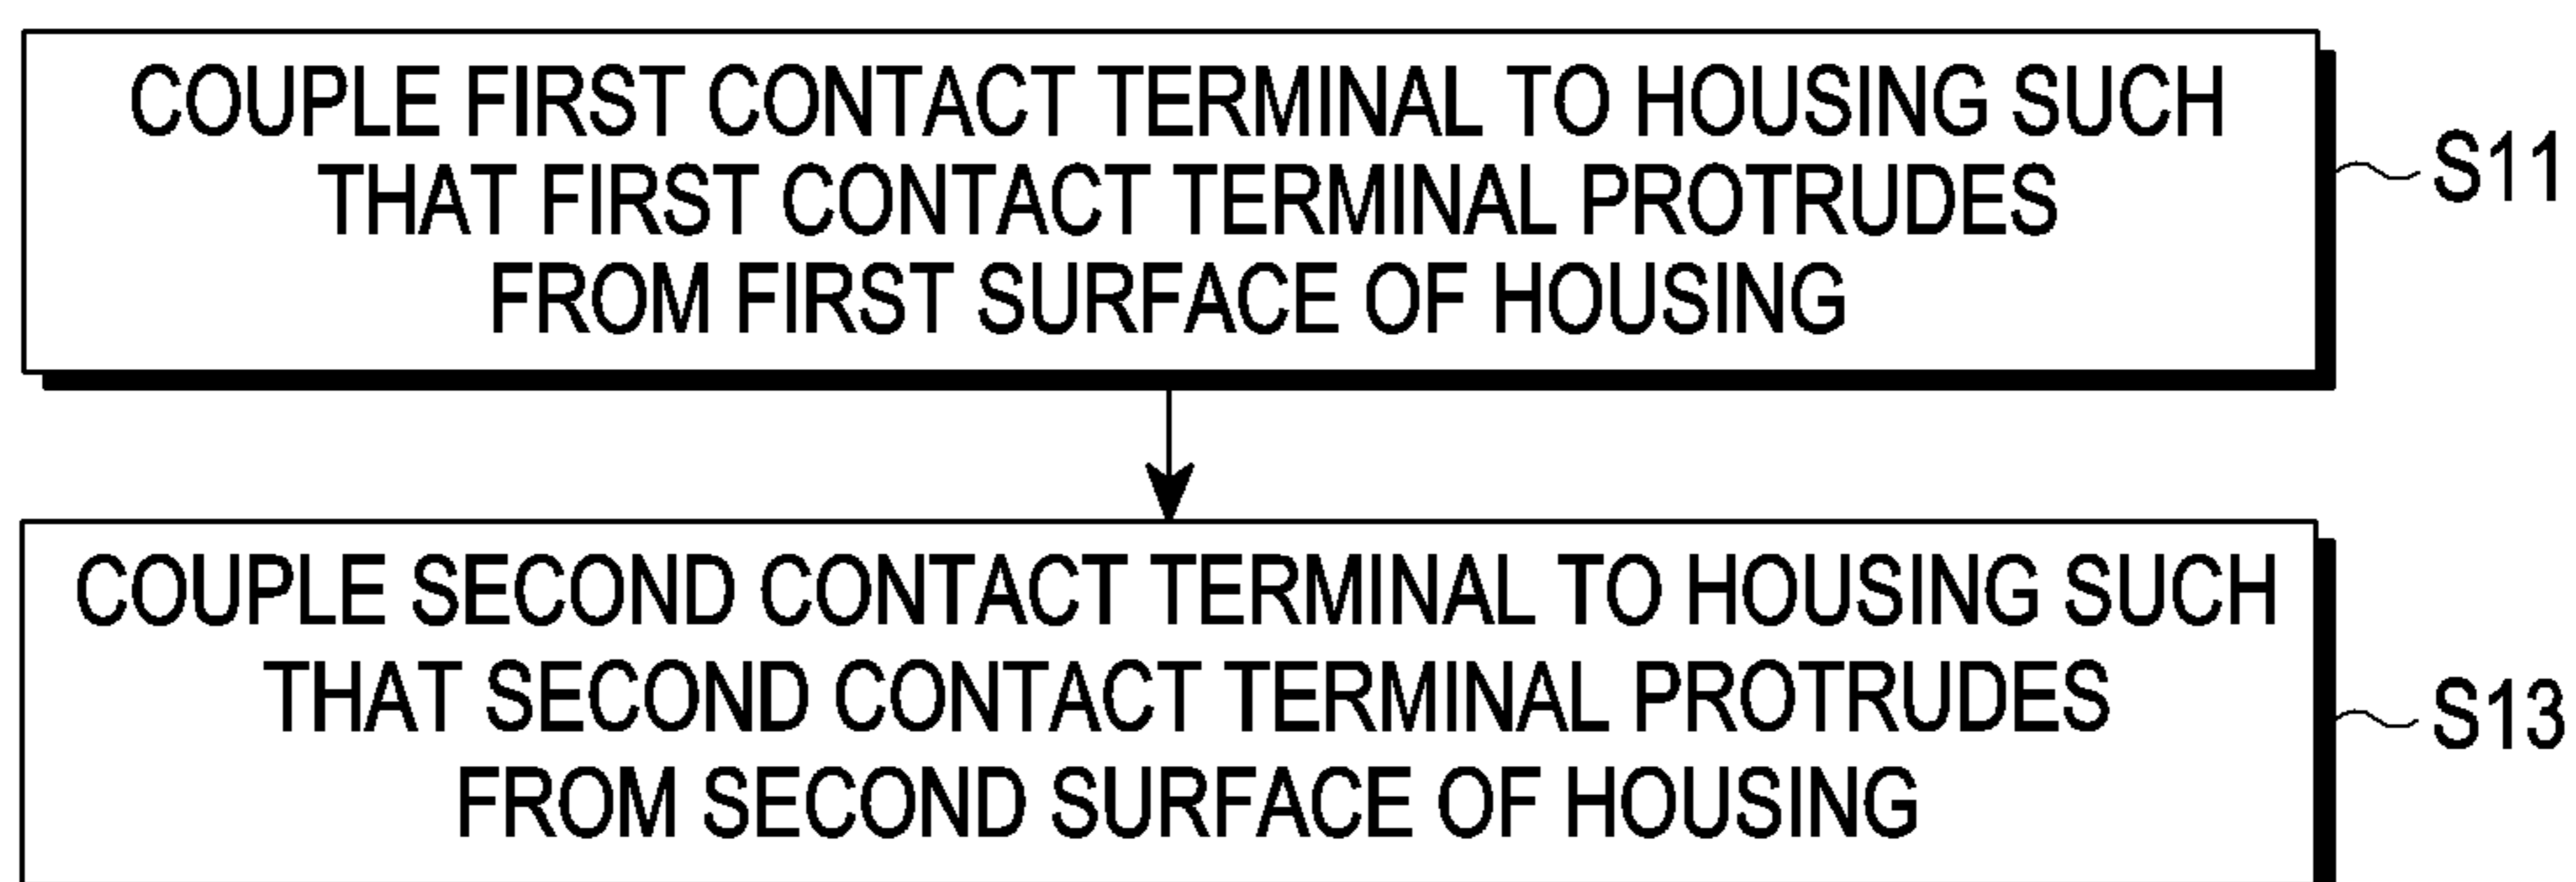 COUPLE FIRST CONTACT TERMINAL TO HOUSING SUCH
THAT FIRST CONTACT TERMINAL PROTRUDES
FROM FIRST SURFACE OF HOUSING
S11
COUPLE SECOND CONTACT TERMINAL TO HOUSING SUCH
THAT SECOND CONTACT TERMINAL PROTRUDES
FROM SECOND SURFACE OF HOUSING
S13